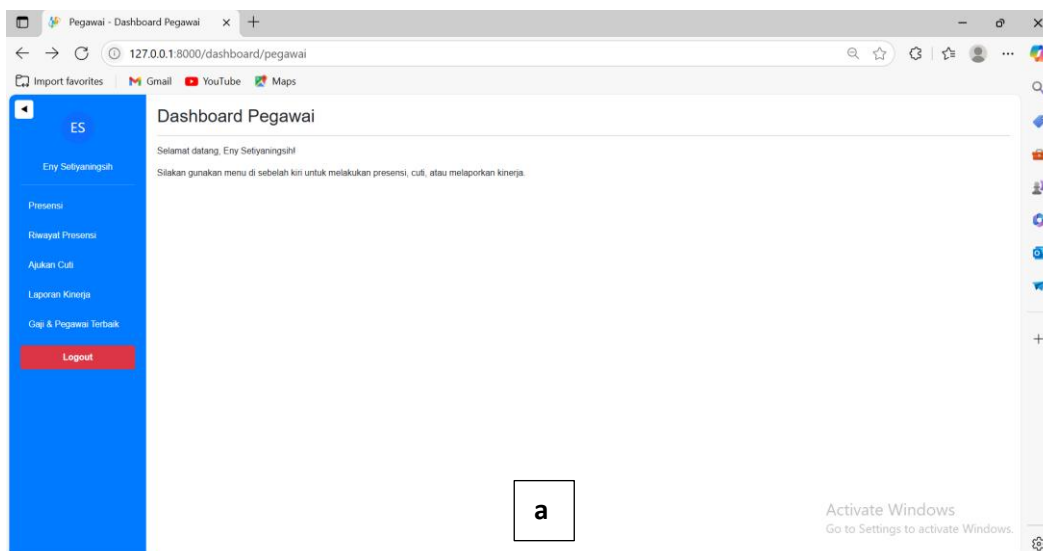 Pegawai - Dashboard Pegawai
127.0.0.1:8000/dashboard/pegawai
Import favorites
Gmail
YouTube
Maps
ES
Eny Setiyaningsih
Presensi
Riwayat Presensi
Ajukan Cuti
Laporan Kinerja
Gaji & Pegawai Terbaik
Logout
Dashboard Pegawai
Selamat datang, Eny Setiyaningsih!
Silakan gunakan menu di sebelah kiri untuk melakukan presensi, cuti, atau melaporkan kinerja.
a
Activate Windows
Go to Settings to activate Windows.